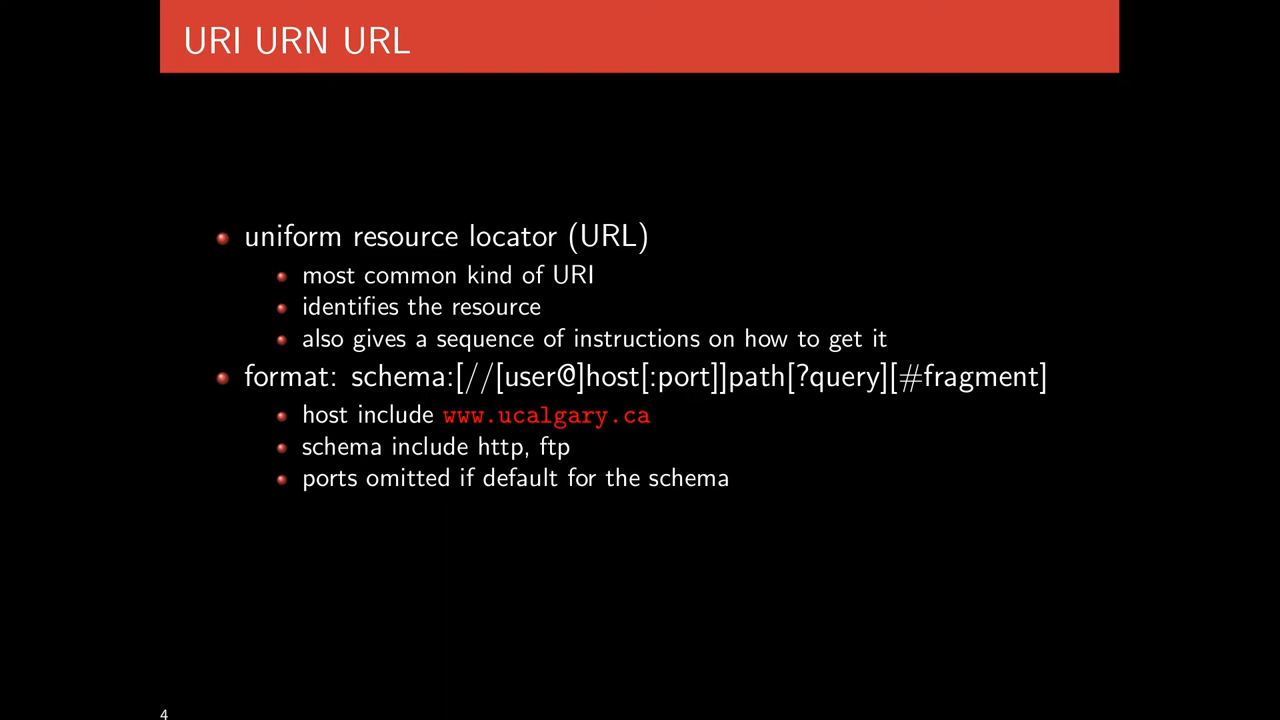 URI URN URL
uniform resource locator (URL)
most common kind of URI
identifies the resource
also gives a sequence of instructions on how to get it
format: schema:[//[user@]host[:port]]path[?query][#fragment]
host include www.ucalgary.ca
schema include http, ftp
ports omitted if default for the schema
4